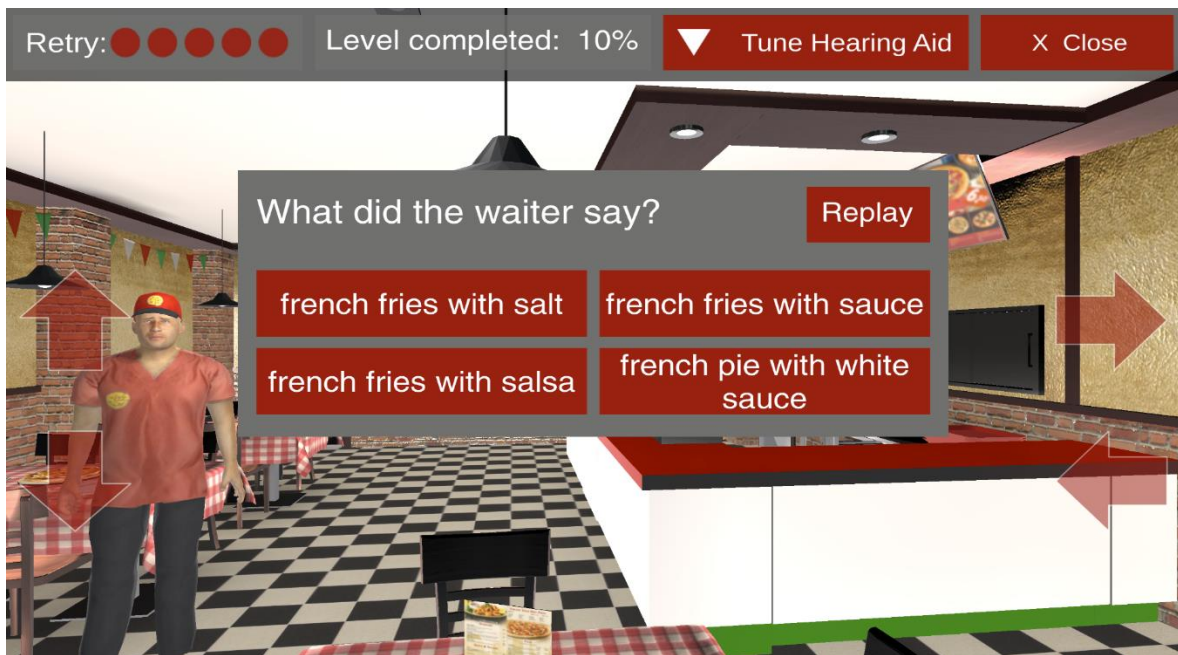 Retry:
Level completed: 10%
Tune Hearing Aid
X Close
What did the waiter say?
Replay
french fries with salt
french fries with sauce
french fries with salsa
french pie with white
sauce